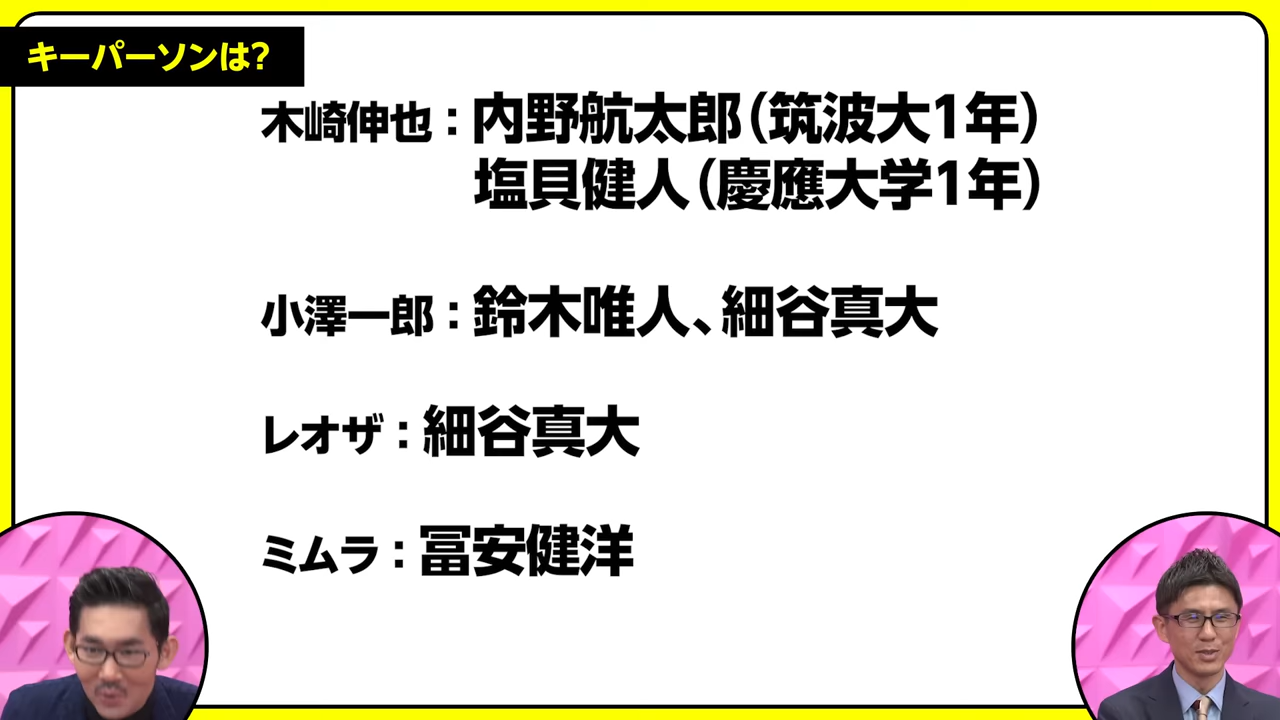 キーパーソンは?
木崎伸也:内野航太郎(筑波大1年)
塩貝健人(慶應大学1年)
小澤一郎:鈴木唯人、細谷真大
レオザ:細谷真大
ミムラ:冨安健洋